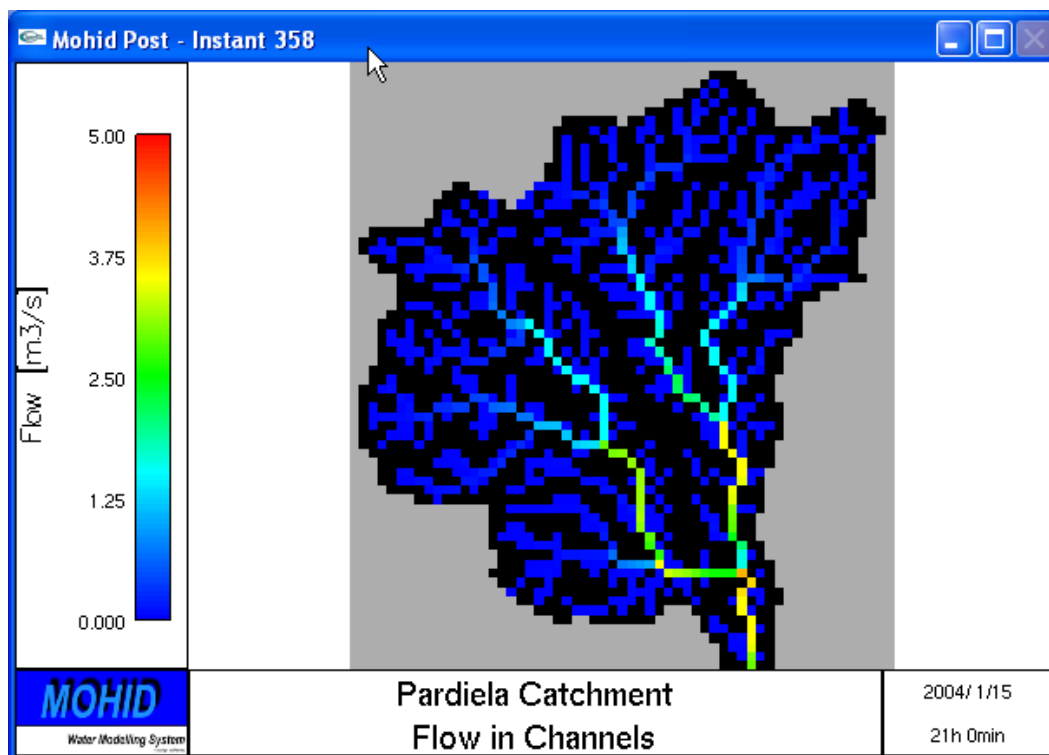 Mohid Post - Instant 358
5.00
3.75
2.50
1.25
0.000
Flow [m3/s]
MOHID
Water Modelling System
Pardiela Catchment
Flow in Channels
2004/ 1/15
21h 0min